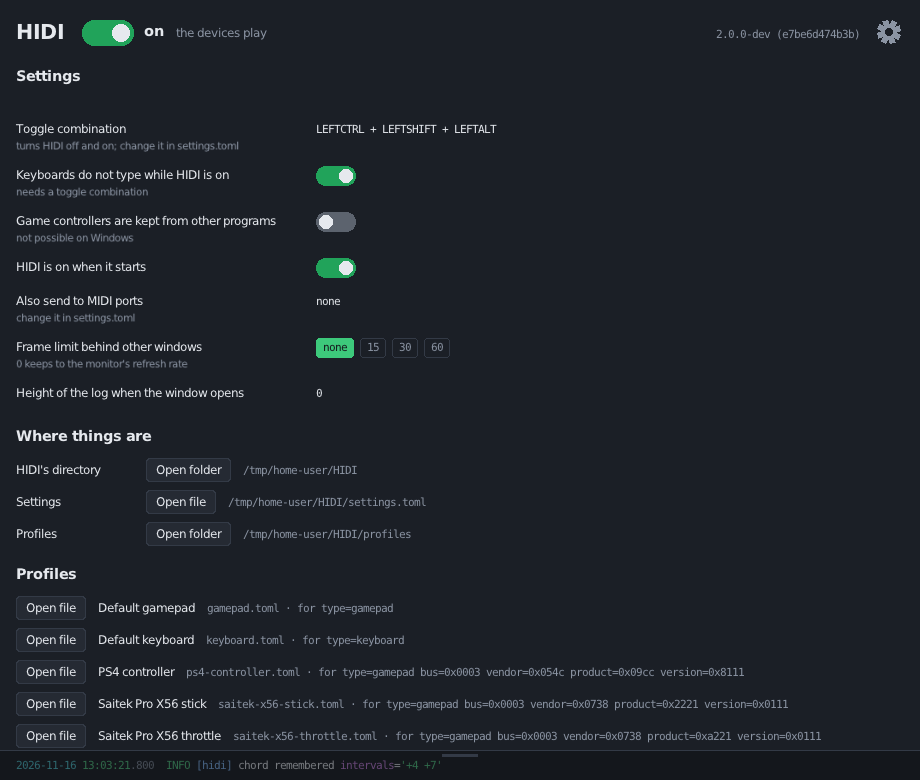 HIDI on the devices play 2.0.0-dev (e7be6d474b3b)
Settings
Toggle combination LEFTCTRL + LEFTSHIFT + LEFTALT
turns HIDI off and on; change it in settings.toml
Keyboards do not type while HIDI is on
needs a toggle combination
Game controllers are kept from other programs
not possible on Windows
HIDI is on when it starts
Also send to MIDI ports none
change it in settings.toml
Frame limit behind other windows none 15 30 60
0 keeps to the monitor's refresh rate
Height of the log when the window opens 0
Where things are
HIDI's directory Open folder /tmp/home-user/HIDI
Settings Open file /tmp/home-user/HIDI/settings.toml
Profiles Open folder /tmp/home-user/HIDI/profiles
Profiles
Open file Default gamepad gamepad.toml · for type=gamepad
Open file Default keyboard keyboard.toml · for type=keyboard
Open file PS4 controller ps4-controller.toml · for type=gamepad bus=0x0003 vendor=0x054c product=0x09cc version=0x8111
Open file Saitek Pro X56 stick saitek-x56-stick.toml · for type=gamepad bus=0x0003 vendor=0x0738 product=0x2221 version=0x0111
Open file Saitek Pro X56 throttle saitek-x56-throttle.toml · for type=gamepad bus=0x0003 vendor=0x0738 product=0xa221 version=0x0111
2026-11-16 13:03:21.800 INFO [hidi] chord remembered intervals='+4 +7'